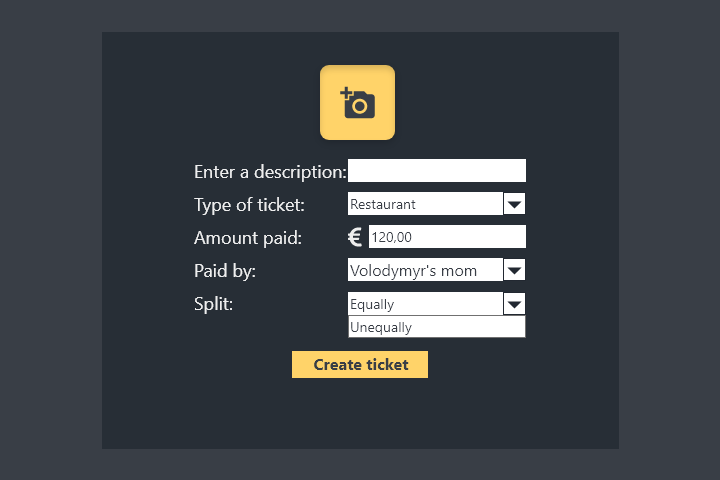 Enter a description:
Type of ticket: Restaurant
Amount paid: € 120,00
Paid by: Volodymyr's mom
Split: Equally
Unequally
Create ticket